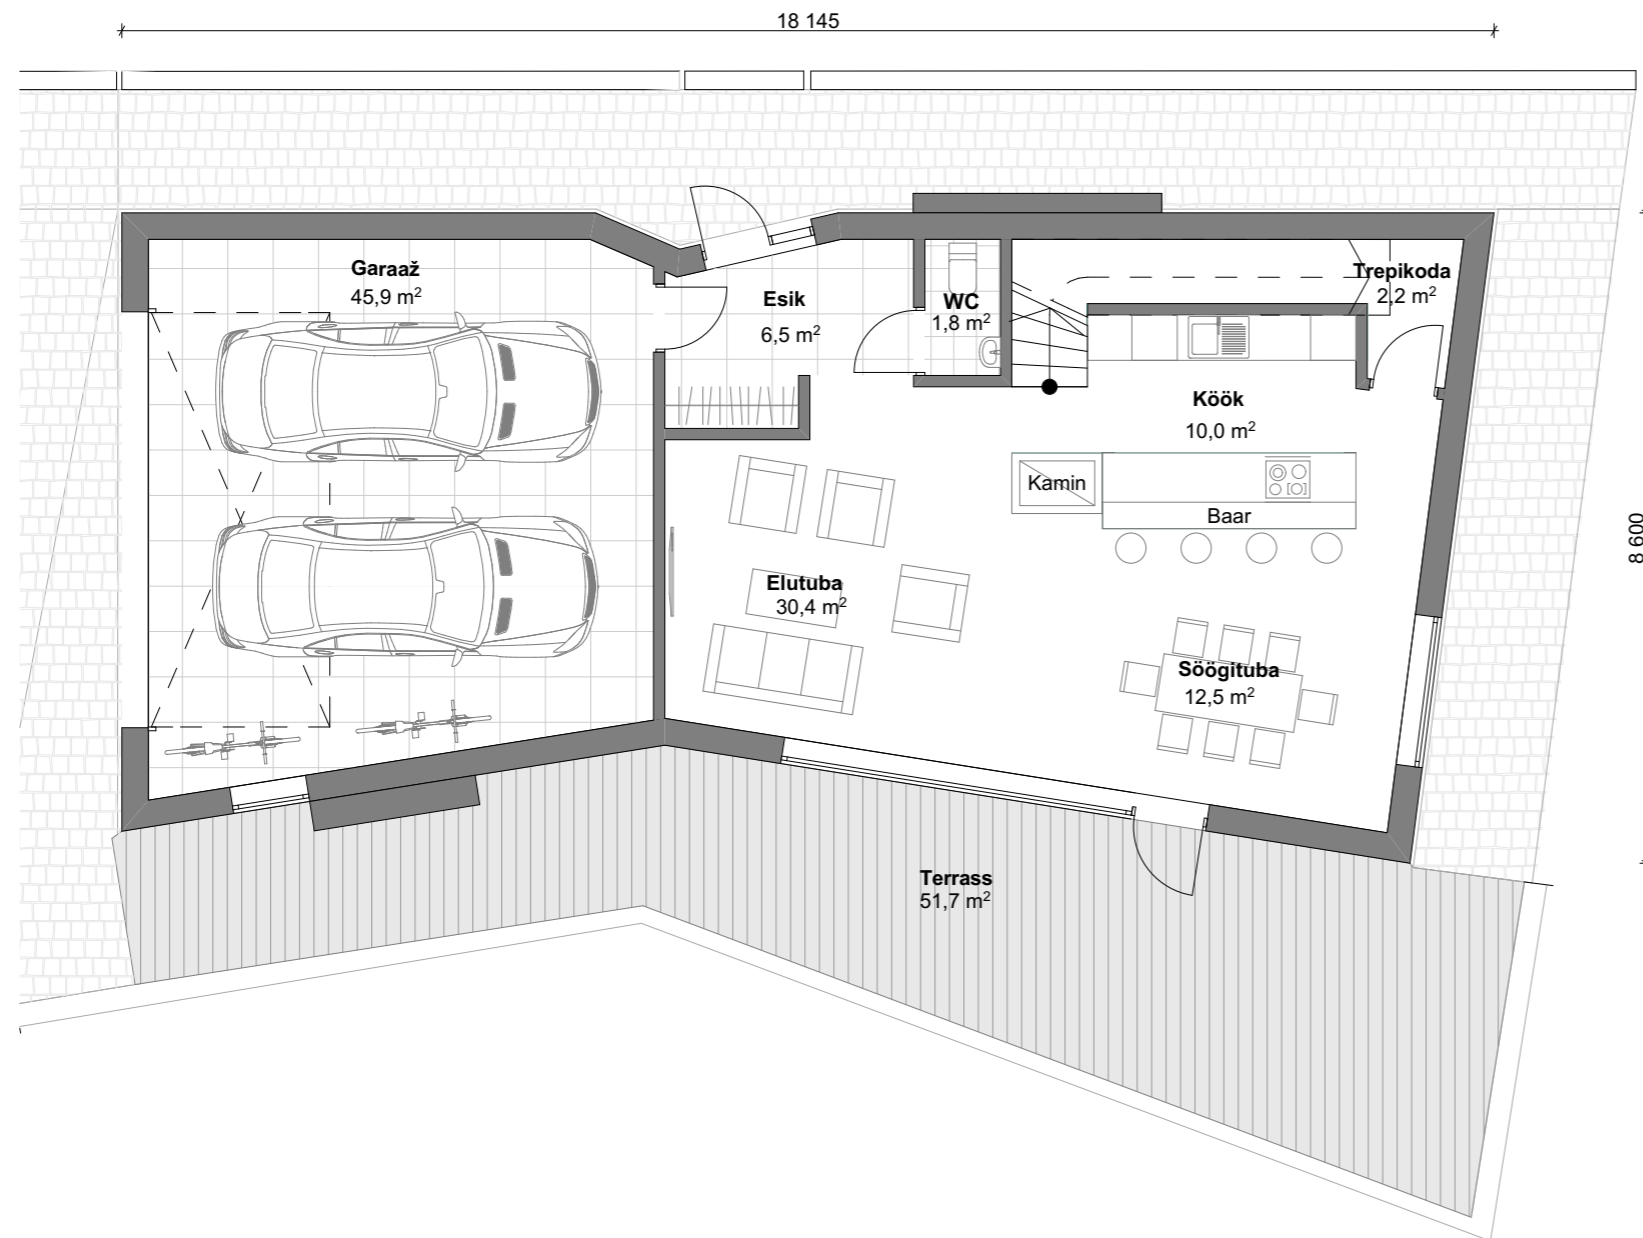 18 145
Garaaž
45,9 m²
Esik
6,5 m²
WC
1,8 m²
Trepikoda
2,2 m²
Köök
10,0 m²
Kamin
Baar
8 600
Elutuba
30,4 m²
Söögituba
12,5 m²
Terrass
51,7 m²